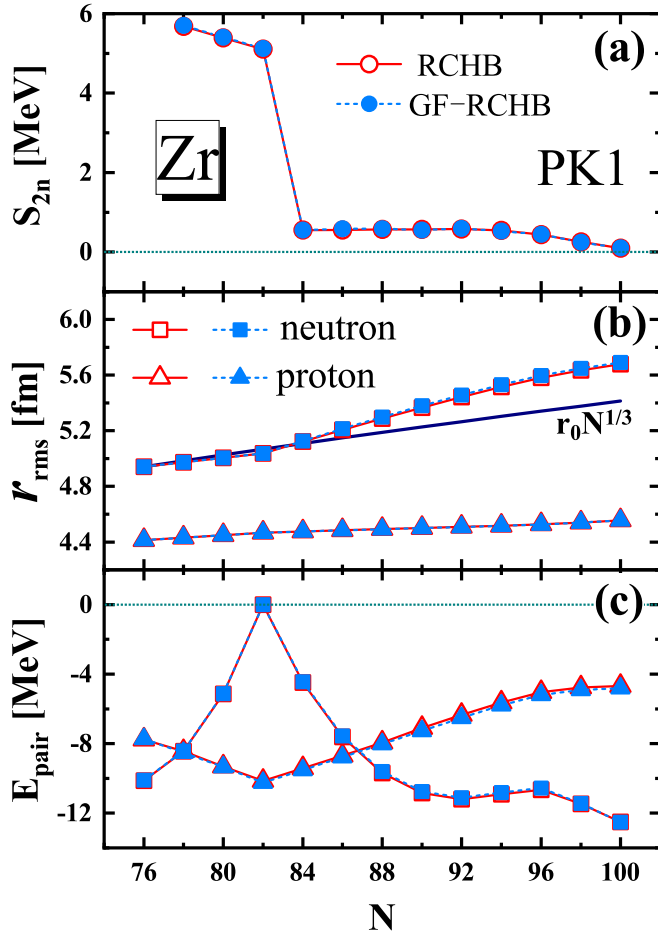 6
4
2
0
S2n [MeV]
(a)
RCHB
GF−RCHB
Zr
PK1
6.0
5.6
5.2
4.8
4.4
rrms [fm]
(b)
neutron
proton
r0N1/3
0
-4
-8
-12
Epair [MeV]
(c)
76 80 84 88 92 96 100
N